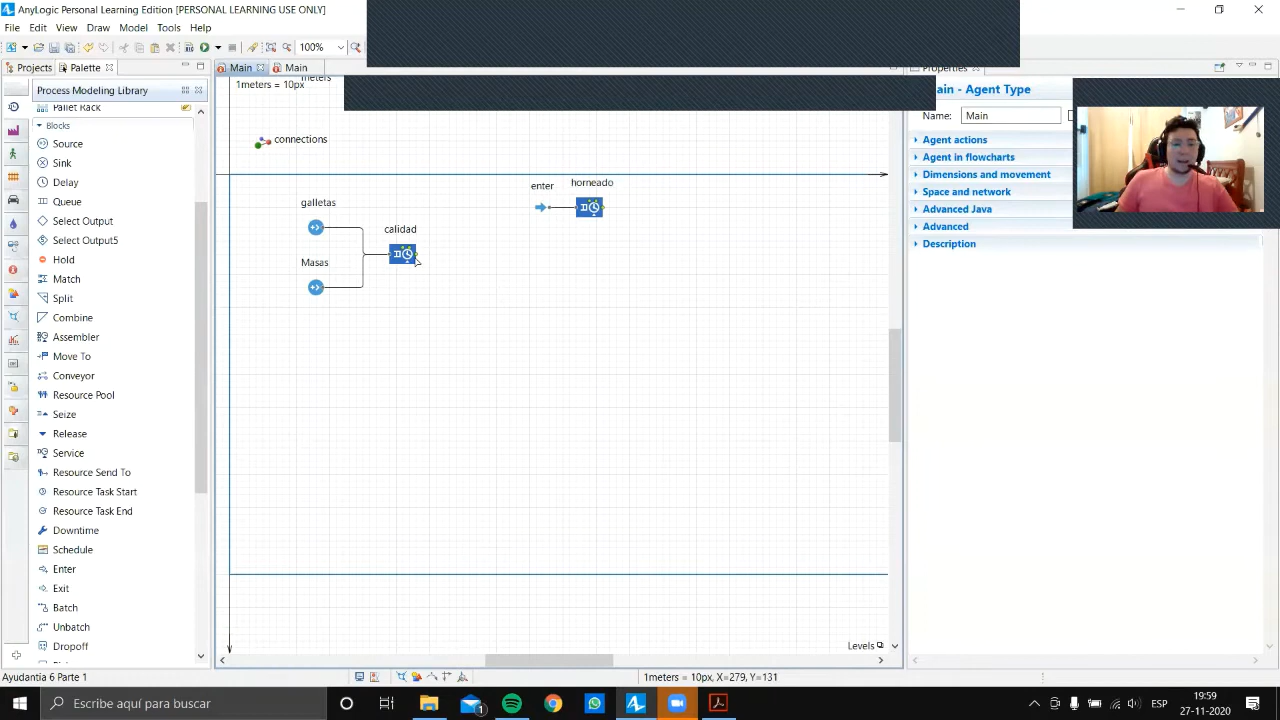 AnyLogic Personal Learning Edition [PERSONAL LEARNING USE ONLY]
File Edit View Draw Model Tools Help
100%
Projects Palette Main Main Properties
Process Modeling Library
Pallet Rack
Blocks
Source
Sink
Delay
Queue
Select Output
Select Output5
Hold
Match
Split
Combine
Assembler
Move To
Conveyor
Resource Pool
Seize
Release
Service
Resource Send To
Resource Task Start
Resource Task End
Downtime
Schedule
Enter
Exit
Batch
Unbatch
Dropoff
meters
1meters = 10px
connections
galletas
Masas
calidad
enter
horneado
Levels
ain - Agent Type
Name: Main
Agent actions
Agent in flowcharts
Dimensions and movement
Space and network
Advanced Java
Advanced
Description
Ayudantía 6 Parte 1
1meters = 10px, X=279, Y=131
Escribe aquí para buscar
1
ESP
19:59
27-11-2020
2